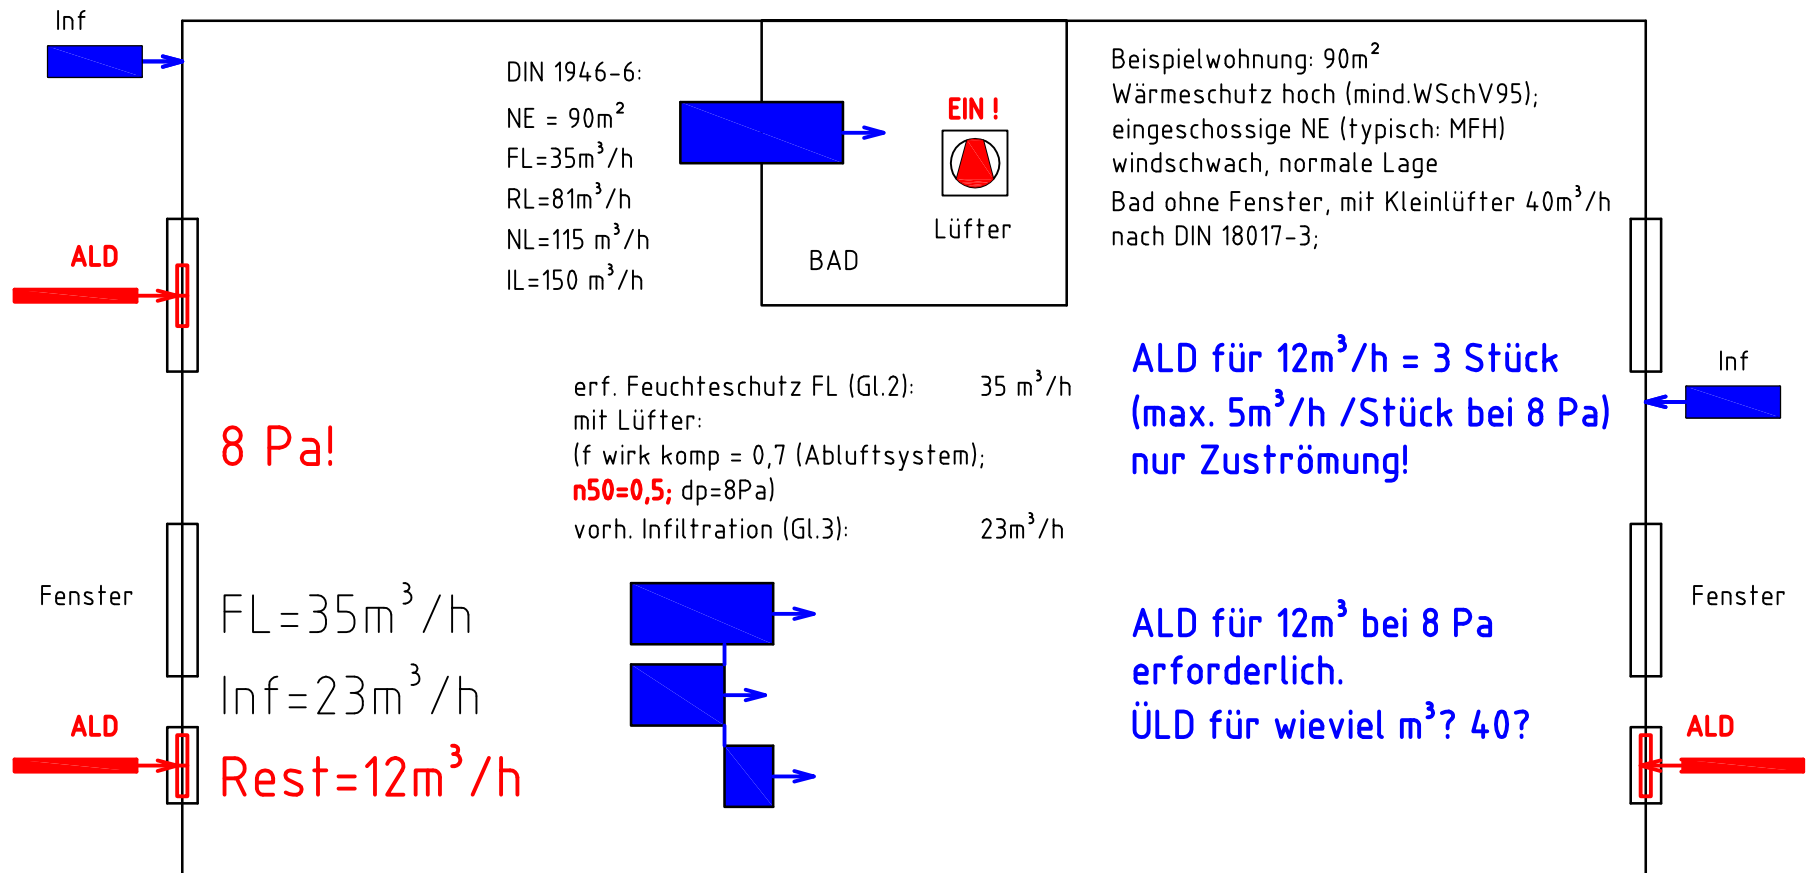 Inf
DIN 1946-6:
NE = 90m²
FL=35m³/h
RL=81m³/h
NL=115 m³/h
IL=150 m³/h
EIN !
Lüfter
BAD
Beispielwohnung: 90m²
Wärmeschutz hoch (mind.WSchV95);
eingeschossige NE (typisch: MFH)
windschwach, normale Lage
Bad ohne Fenster, mit Kleinlüfter 40m³/h
nach DIN 18017-3;
ALD
8 Pa!
erf. Feuchteschutz FL (Gl.2): 35 m³/h
mit Lüfter:
(f wirk komp = 0,7 (Abluftsystem);
n50=0,5; dp=8Pa)
vorh. Infiltration (Gl.3): 23m³/h
ALD für 12m³/h = 3 Stück
(max. 5m³/h /Stück bei 8 Pa)
nur Zuströmung!
Inf
Fenster
FL=35m³/h
Inf=23m³/h
ALD
Rest=12m³/h
ALD für 12m³ bei 8 Pa
erforderlich.
ÜLD für wieviel m³? 40?
Fenster
ALD